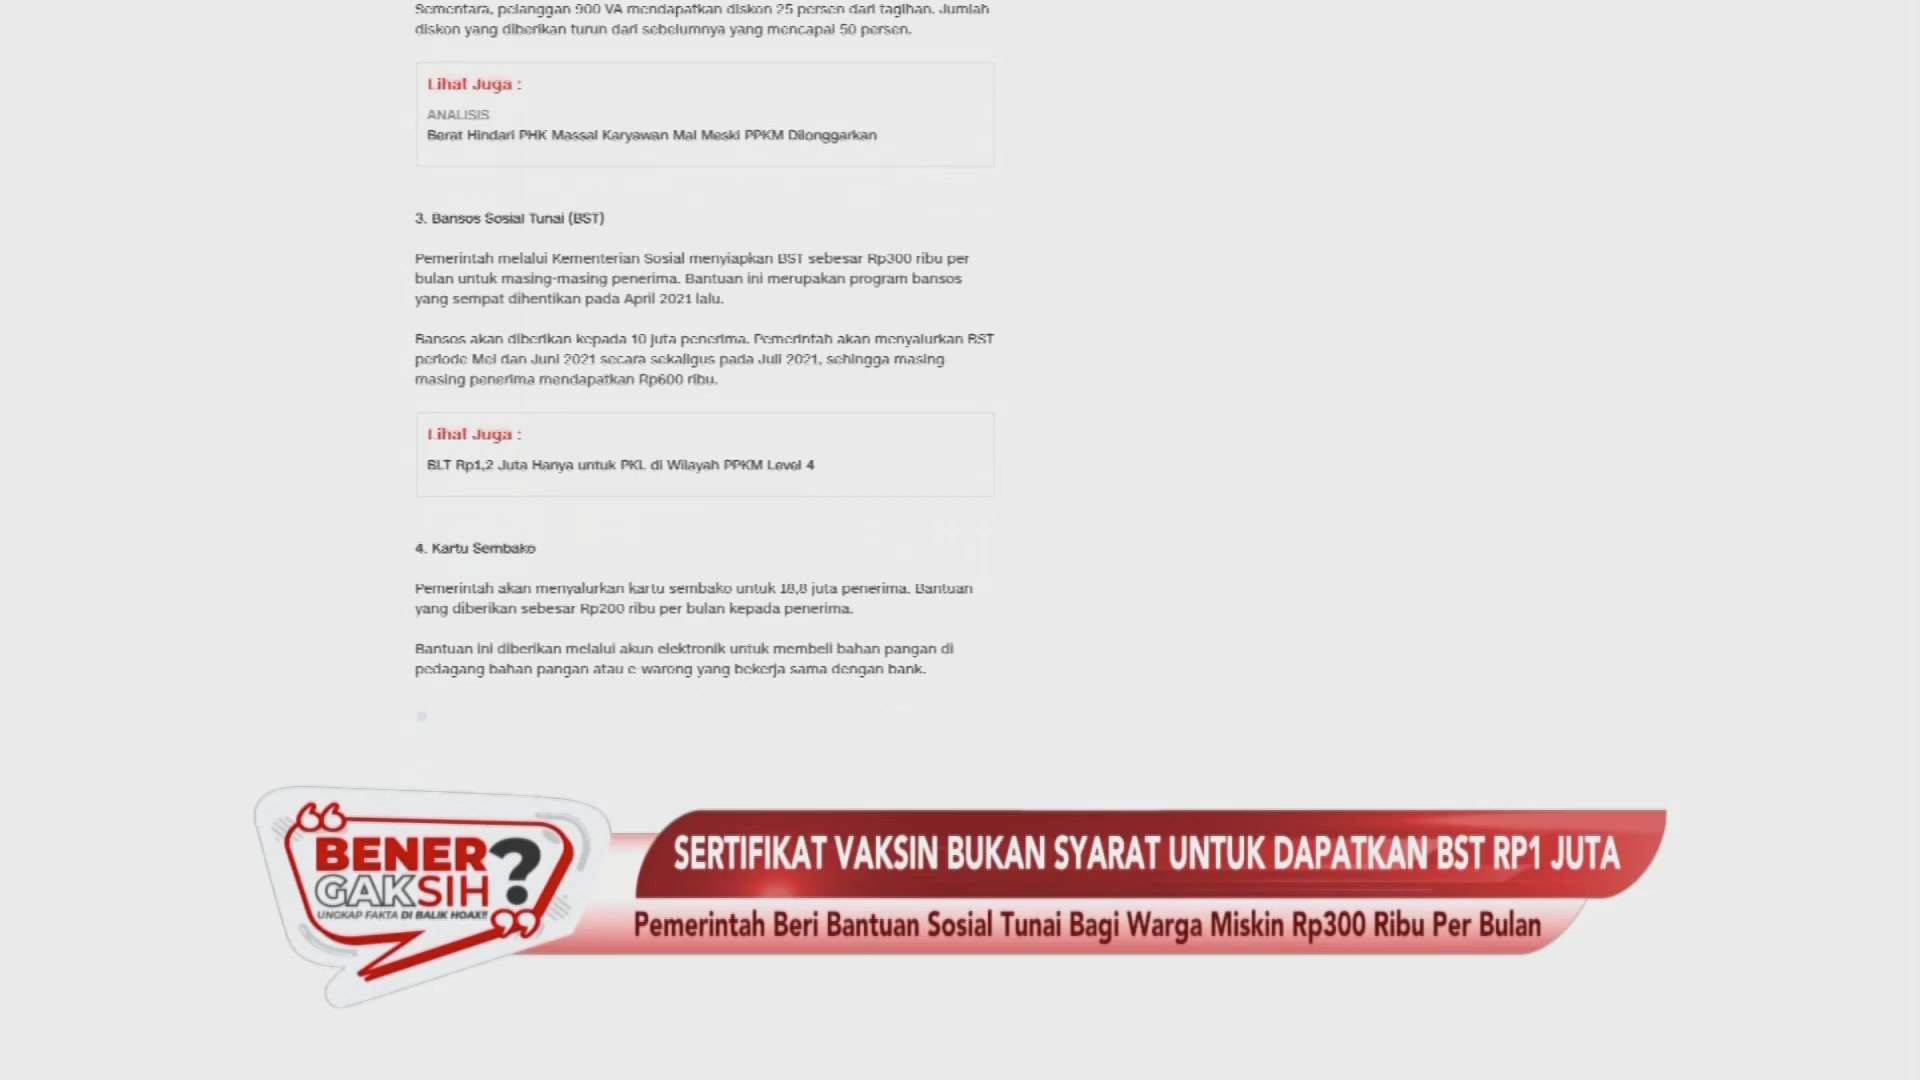 Sementara, pelanggan 900 VA mendapatkan diskon 25 persen dari tagihan. Jumlah
diskon yang diberikan turun dari sebelumnya yang mencapai 50 persen.
Lihat Juga :
ANALISIS
Berat Hindari PHK Massal Karyawan Mal Meski PPKM Dilonggarkan
3. Bansos Sosial Tunai (BST)
Pemerintah melalui Kementerian Sosial menyiapkan BST sebesar Rp300 ribu per
bulan untuk masing-masing penerima. Bantuan ini merupakan program bansos
yang sempat dihentikan pada April 2021 lalu.
Bansos akan diberikan kepada 10 juta penerima. Pemerintah akan menyalurkan BST
periode Mei dan Juni 2021 secara sekaligus pada Juli 2021, sehingga masing-
masing penerima mendapatkan Rp600 ribu.
Lihat Juga :
BLT Rp1,2 Juta Hanya untuk PKL di Wilayah PPKM Level 4
4. Kartu Sembako
Pemerintah akan menyalurkan kartu sembako untuk 18,8 juta penerima. Bantuan
yang diberikan sebesar Rp200 ribu per bulan kepada penerima.
Bantuan ini diberikan melalui akun elektronik untuk membeli bahan pangan di
pedagang bahan pangan atau e-warong yang bekerja sama dengan bank.
BENER
GAKSIH ?
UNGKAP FAKTA DI BALIK HOAX!!
SERTIFIKAT VAKSIN BUKAN SYARAT UNTUK DAPATKAN BST RP1 JUTA
Pemerintah Beri Bantuan Sosial Tunai Bagi Warga Miskin Rp300 Ribu Per Bulan